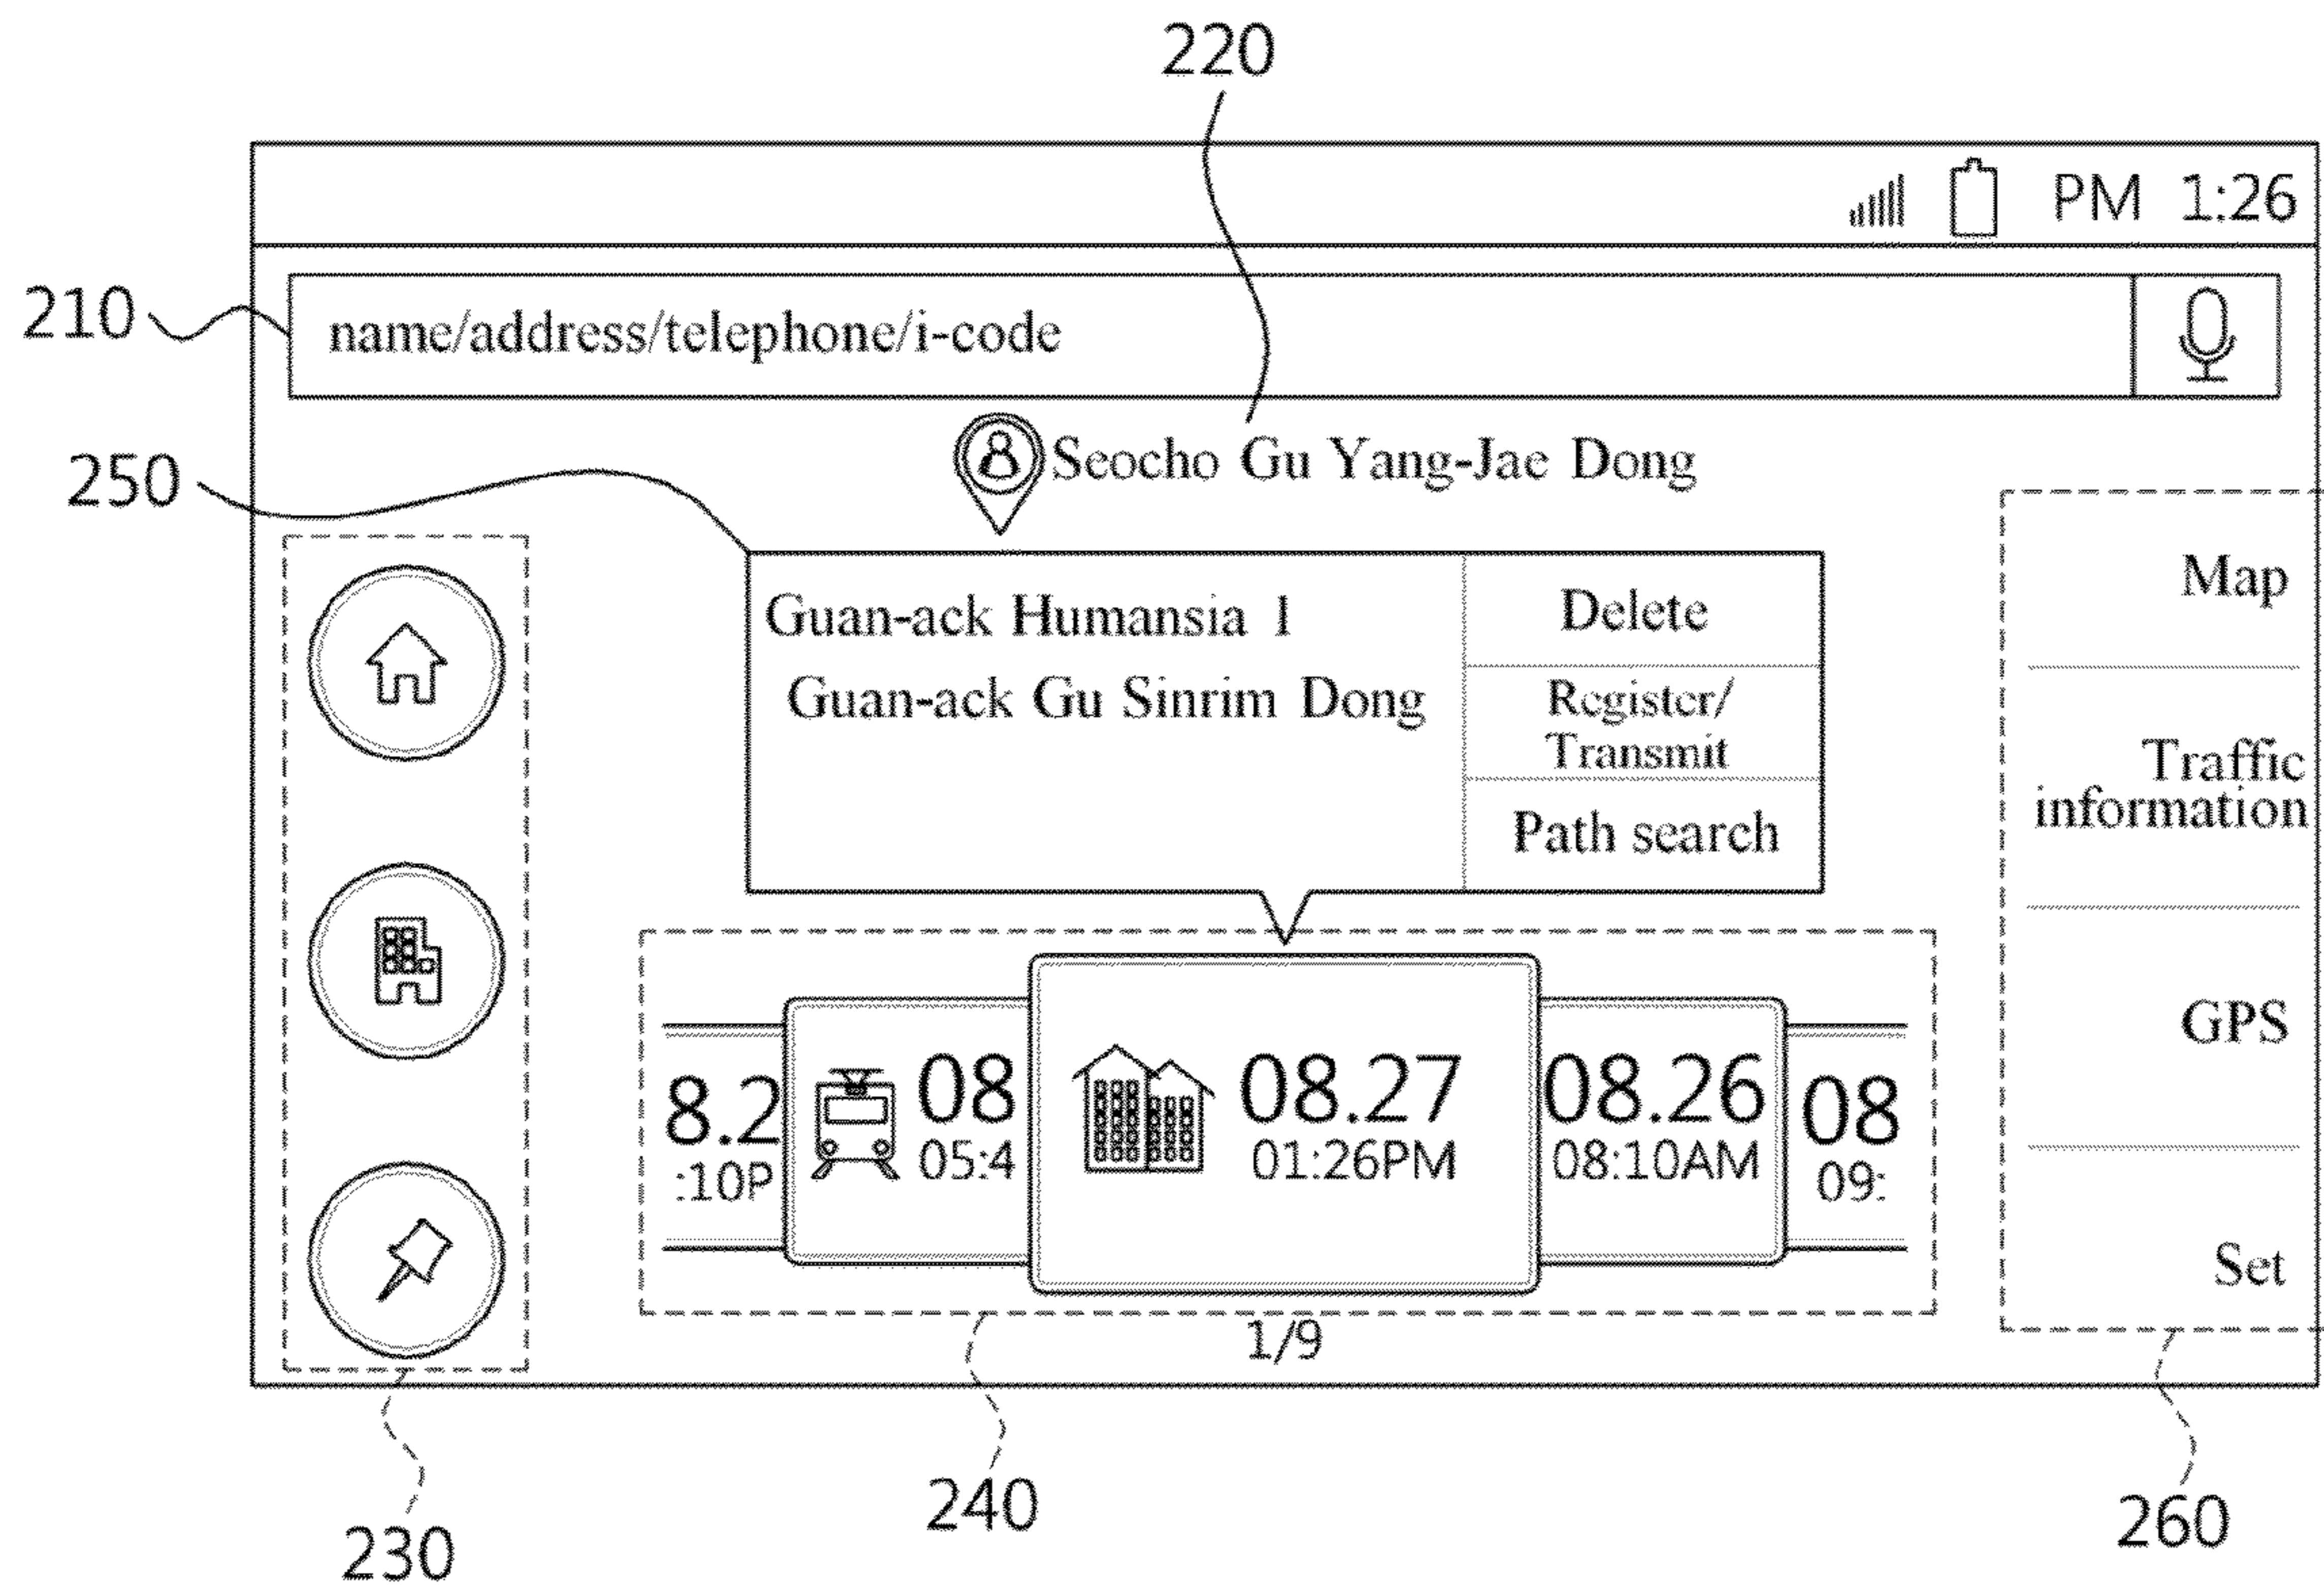 220
PM 1:26
210
name/address/telephone/i-code
Seocho Gu Yang-Jae Dong
250
Guan-ack Humansia 1
Guan-ack Gu Sinrim Dong
Delete
Register/
Transmit
Path search
Map
Traffic
information
GPS
Set
8.2
:10P
08
05:4
08.27
01:26PM
08.26
08:10AM
08
09:
1/9
230
240
260